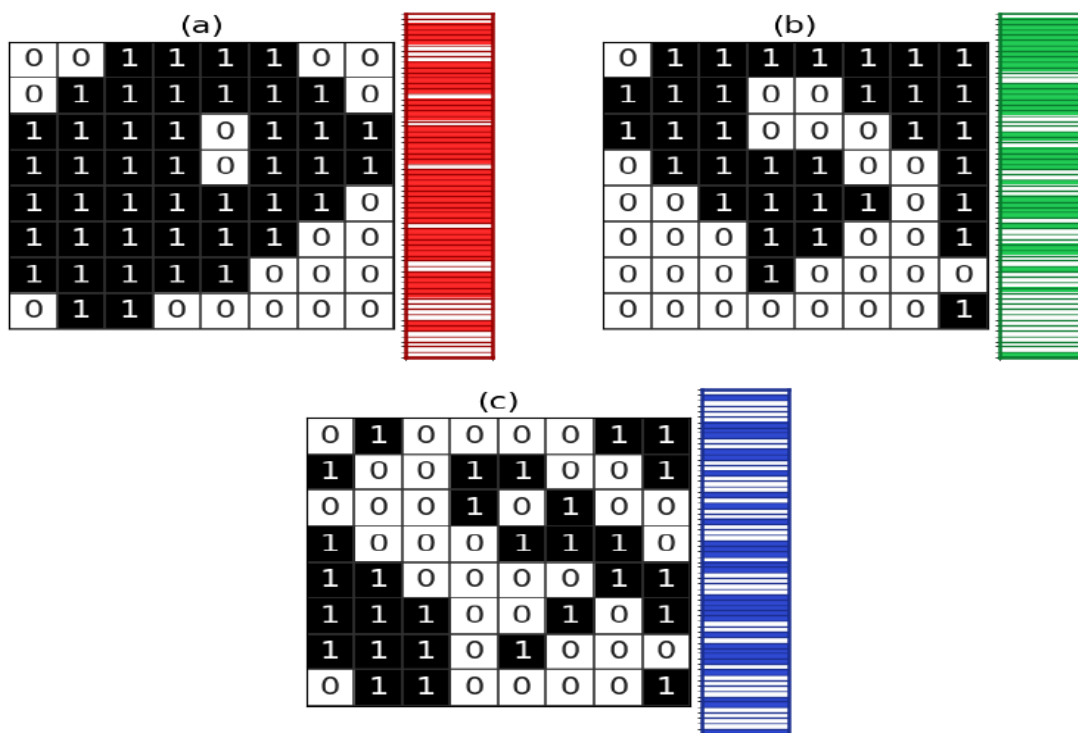 (a)
0 0 1 1 1 1 0 0
0 1 1 1 1 1 1 0
1 1 1 1 0 1 1 1
1 1 1 1 0 1 1 1
1 1 1 1 1 1 1 0
1 1 1 1 1 1 0 0
1 1 1 1 1 0 0 0
0 1 1 0 0 0 0 0
(b)
0 1 1 1 1 1 1 1
1 1 1 0 0 1 1 1
1 1 1 0 0 0 1 1
0 1 1 1 1 0 0 1
0 0 1 1 1 1 0 1
0 0 0 1 1 0 0 1
0 0 0 1 0 0 0 0
0 0 0 0 0 0 0 1
(c)
0 1 0 0 0 0 1 1
1 0 0 1 1 0 0 1
0 0 0 1 0 1 0 0
1 0 0 0 1 1 1 0
1 1 0 0 0 0 1 1
1 1 1 0 0 1 0 1
1 1 1 0 1 0 0 0
0 1 1 0 0 0 0 1